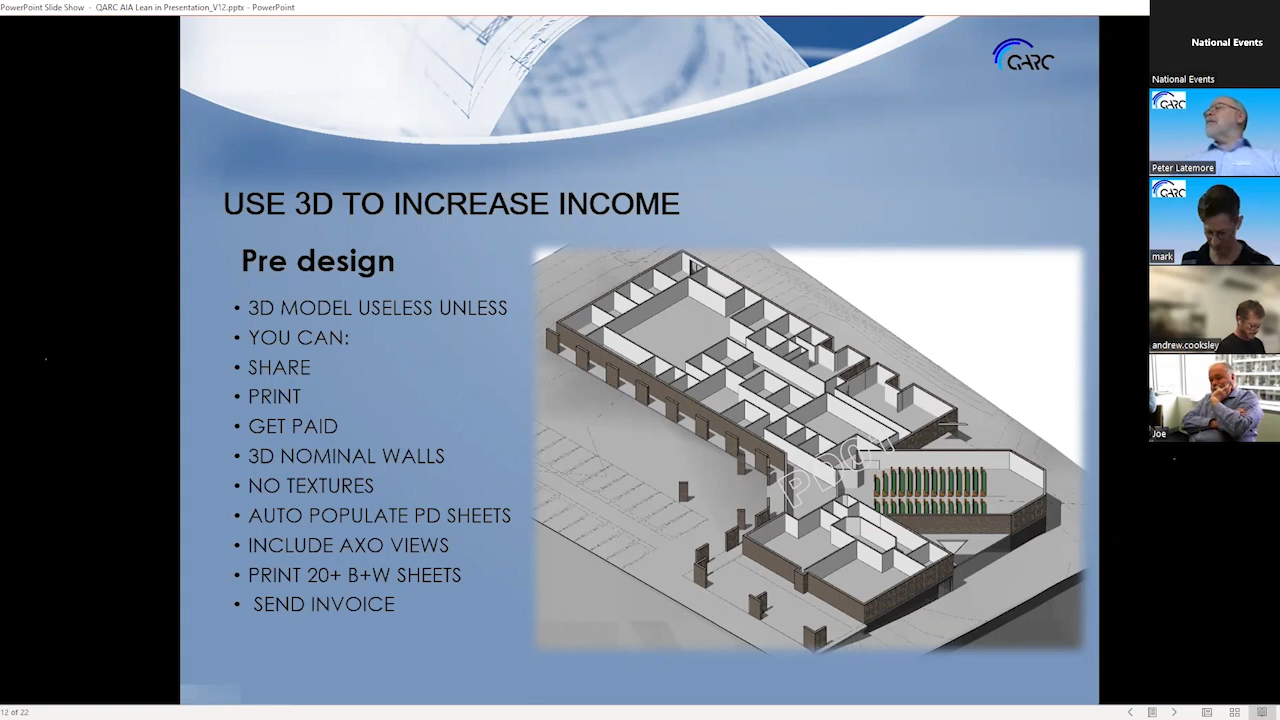 PowerPoint Slide Show - QARC AIA Lean in Presentation_V12.pptx - PowerPoint
QARC
USE 3D TO INCREASE INCOME
Pre design
• 3D MODEL USELESS UNLESS
• YOU CAN:
• SHARE
• PRINT
• GET PAID
• 3D NOMINAL WALLS
• NO TEXTURES
• AUTO POPULATE PD SHEETS
• INCLUDE AXO VIEWS
• PRINT 20+ B+W SHEETS
• SEND INVOICE
PD01
National Events
National Events
QARC
Peter Latemore
QARC
mark
andrew.cooksley
Joe
12 of 22